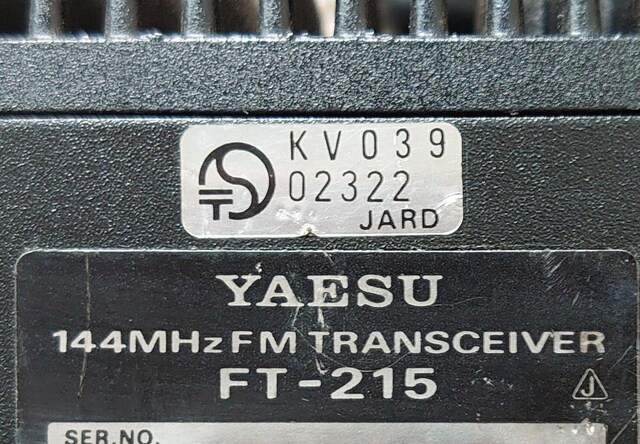 KV039
02322
JARD
YAESU
144MHz FM TRANSCEIVER
FT-215
J
SER.NO.